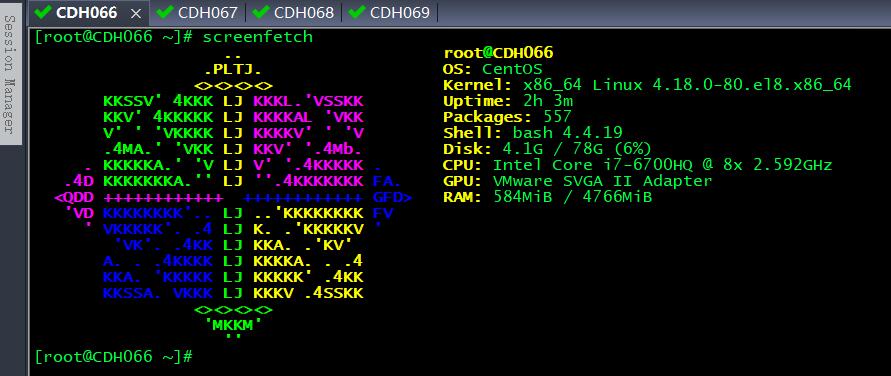 CDH066 CDH067 CDH068 CDH069
Session Manager
[root@CDH066 ~]# screenfetch
..
.PLTJ.
<><><><>
KKSSV' 4KKK LJ KKKL.'VSSKK
KKV' 4KKKKK LJ KKKKAL 'VKK
V' ' 'VKKKK LJ KKKKV' ' 'V
.4MA.' 'VKK LJ KKV' '.4Mb.
. KKKKKA.' 'V LJ V' '.4KKKKK .
.4D KKKKKKKA.'' LJ ''.4KKKKKKK FA.
<QDD ++++++++++++ ++++++++++++ GFD>
'VD KKKKKKKK'.. LJ ..'KKKKKKKK FV
' VKKKKK'. .4 LJ K. .'KKKKKV '
'VK'. .4KK LJ KKA. .'KV'
A. . .4KKKK LJ KKKKA. . .4
KKA. 'KKKKK LJ KKKKK' .4KK
KKSSA. VKKK LJ KKKV .4SSKK
<><><><>
'MKKM'
''
root@CDH066
OS: CentOS
Kernel: x86_64 Linux 4.18.0-80.el8.x86_64
Uptime: 2h 3m
Packages: 557
Shell: bash 4.4.19
Disk: 4.1G / 78G (6%)
CPU: Intel Core i7-6700HQ @ 8x 2.592GHz
GPU: VMware SVGA II Adapter
RAM: 584MiB / 4766MiB
[root@CDH066 ~]#